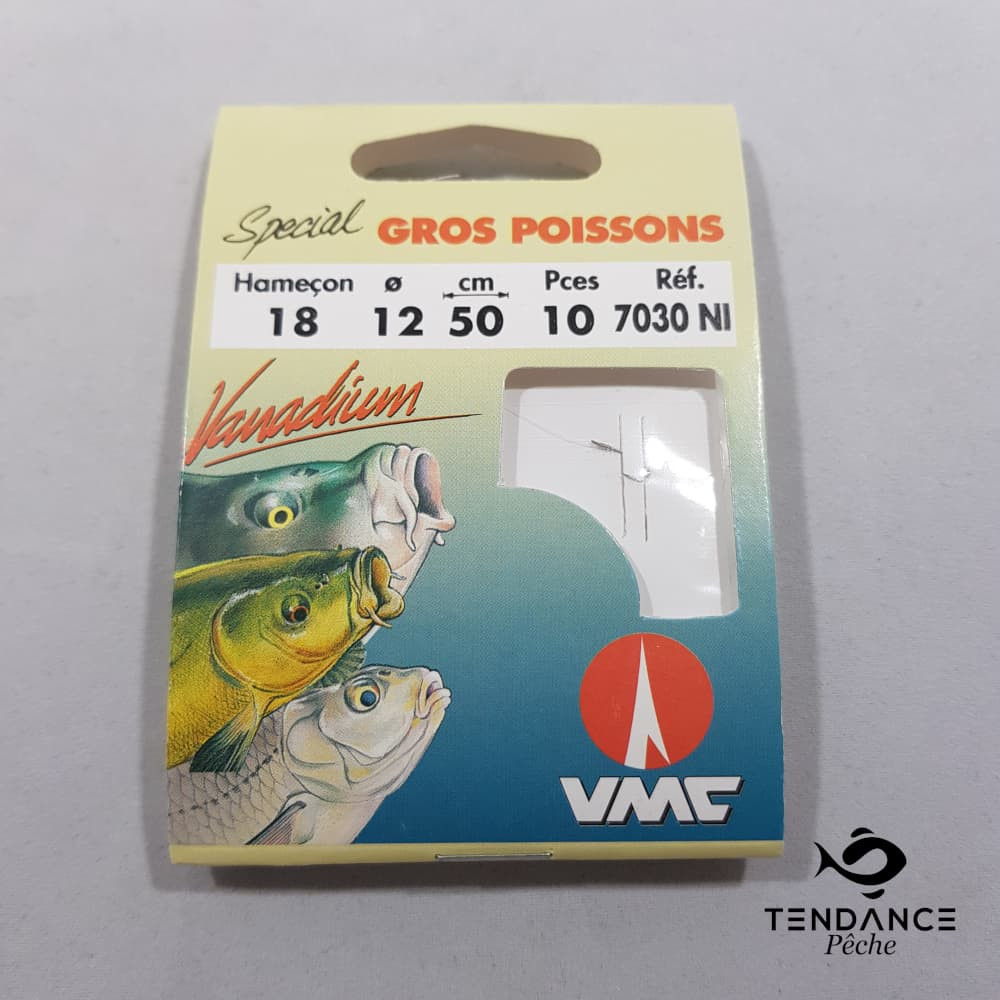 Special GROS POISSONS
Hameçon ø cm Pces Réf.
18 12 50 10 7030 NI
Vanadium
VMC
TENDANCE
Pêche